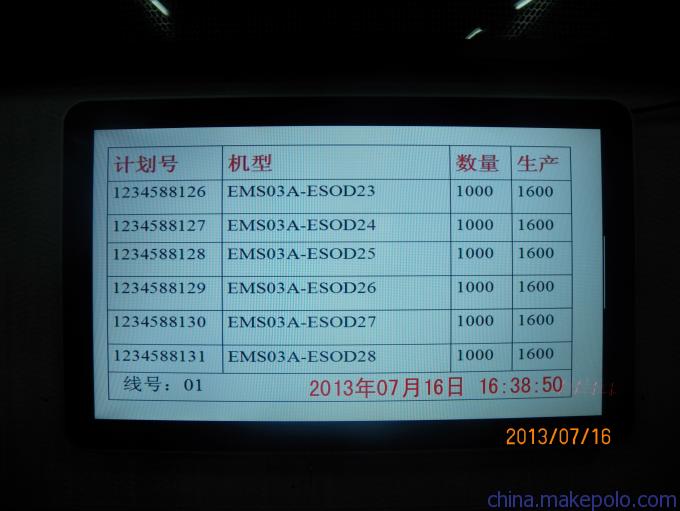 计划号 机型 数量 生产
1234588126 EMS03A-ESOD23 1000 1600
1234588127 EMS03A-ESOD24 1000 1600
1234588128 EMS03A-ESOD25 1000 1600
1234588129 EMS03A-ESOD26 1000 1600
1234588130 EMS03A-ESOD27 1000 1600
1234588131 EMS03A-ESOD28 1000 1600
线号：01 2013年07月16日 16:38:50
2013/07/16
china.makepolo.com